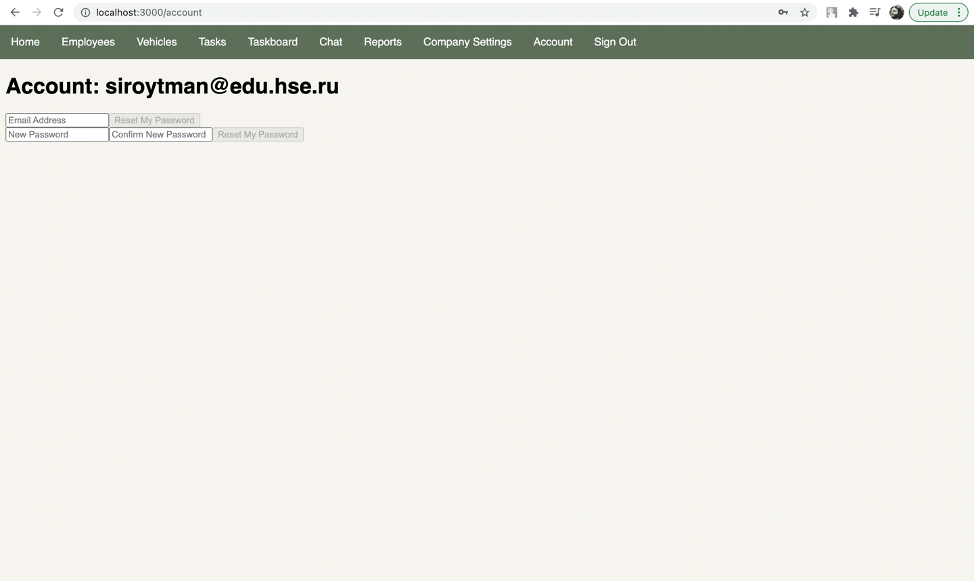 localhost:3000/account
Update
Home Employees Vehicles Tasks Taskboard Chat Reports Company Settings Account Sign Out
Account: siroytman@edu.hse.ru
Email Address Reset My Password
New Password Confirm New Password Reset My Password